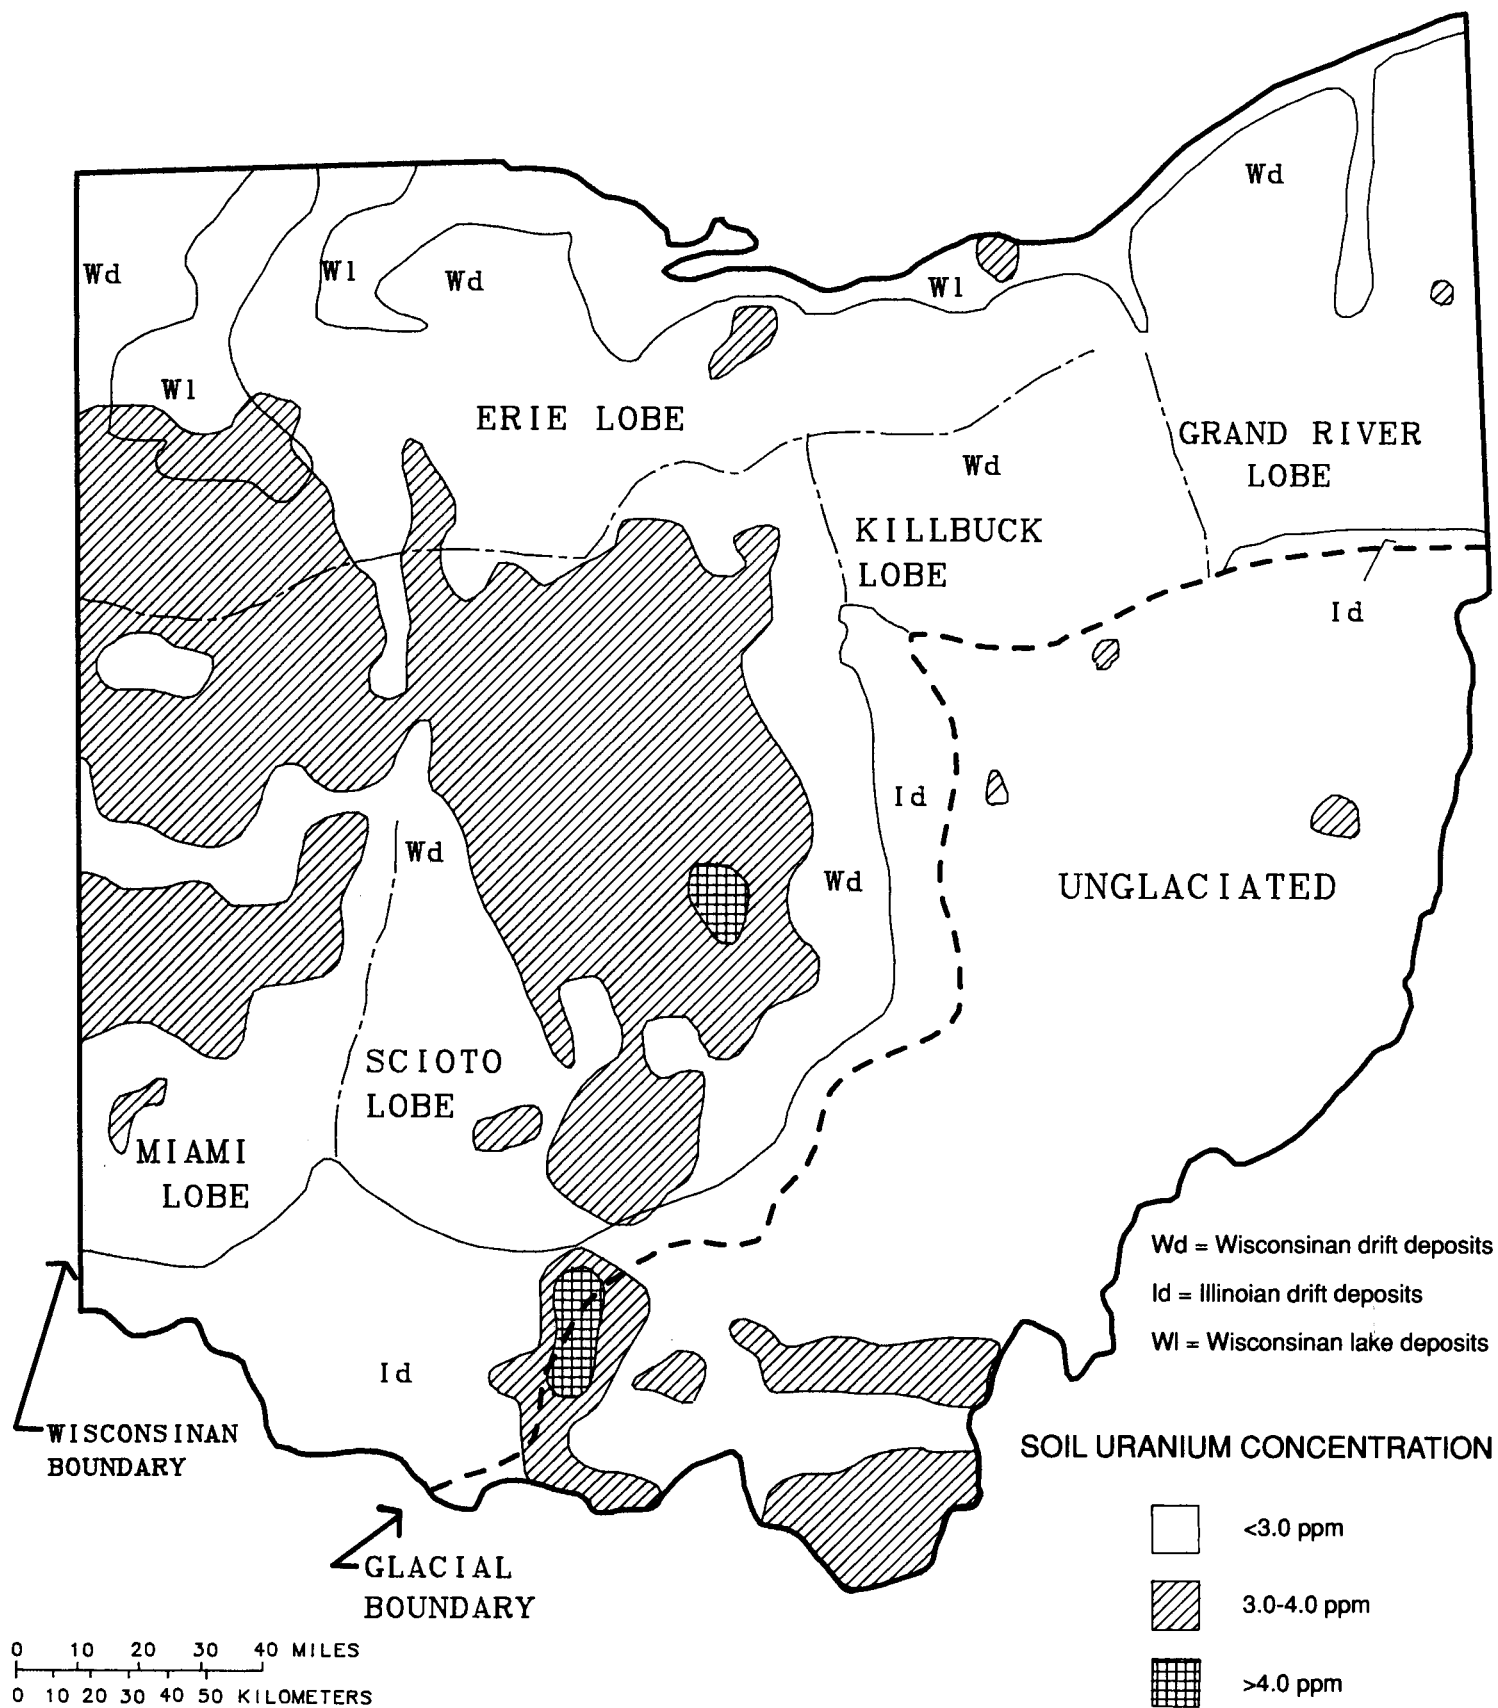 Wd
Wd
Wl
Wd
Wl
Wl
ERIE LOBE
GRAND RIVER
LOBE
Wd
KILLBUCK
LOBE
Id
Id
Wd
Wd
UNGLACIATED
SCIOTO
LOBE
MIAMI
LOBE
Wd = Wisconsinan drift deposits
Id = Illinoian drift deposits
Wl = Wisconsinan lake deposits
Id
WISCONSINAN
BOUNDARY
SOIL URANIUM CONCENTRATION
<3.0 ppm
GLACIAL
BOUNDARY
3.0-4.0 ppm
>4.0 ppm
0 10 20 30 40 MILES
0 10 20 30 40 50 KILOMETERS